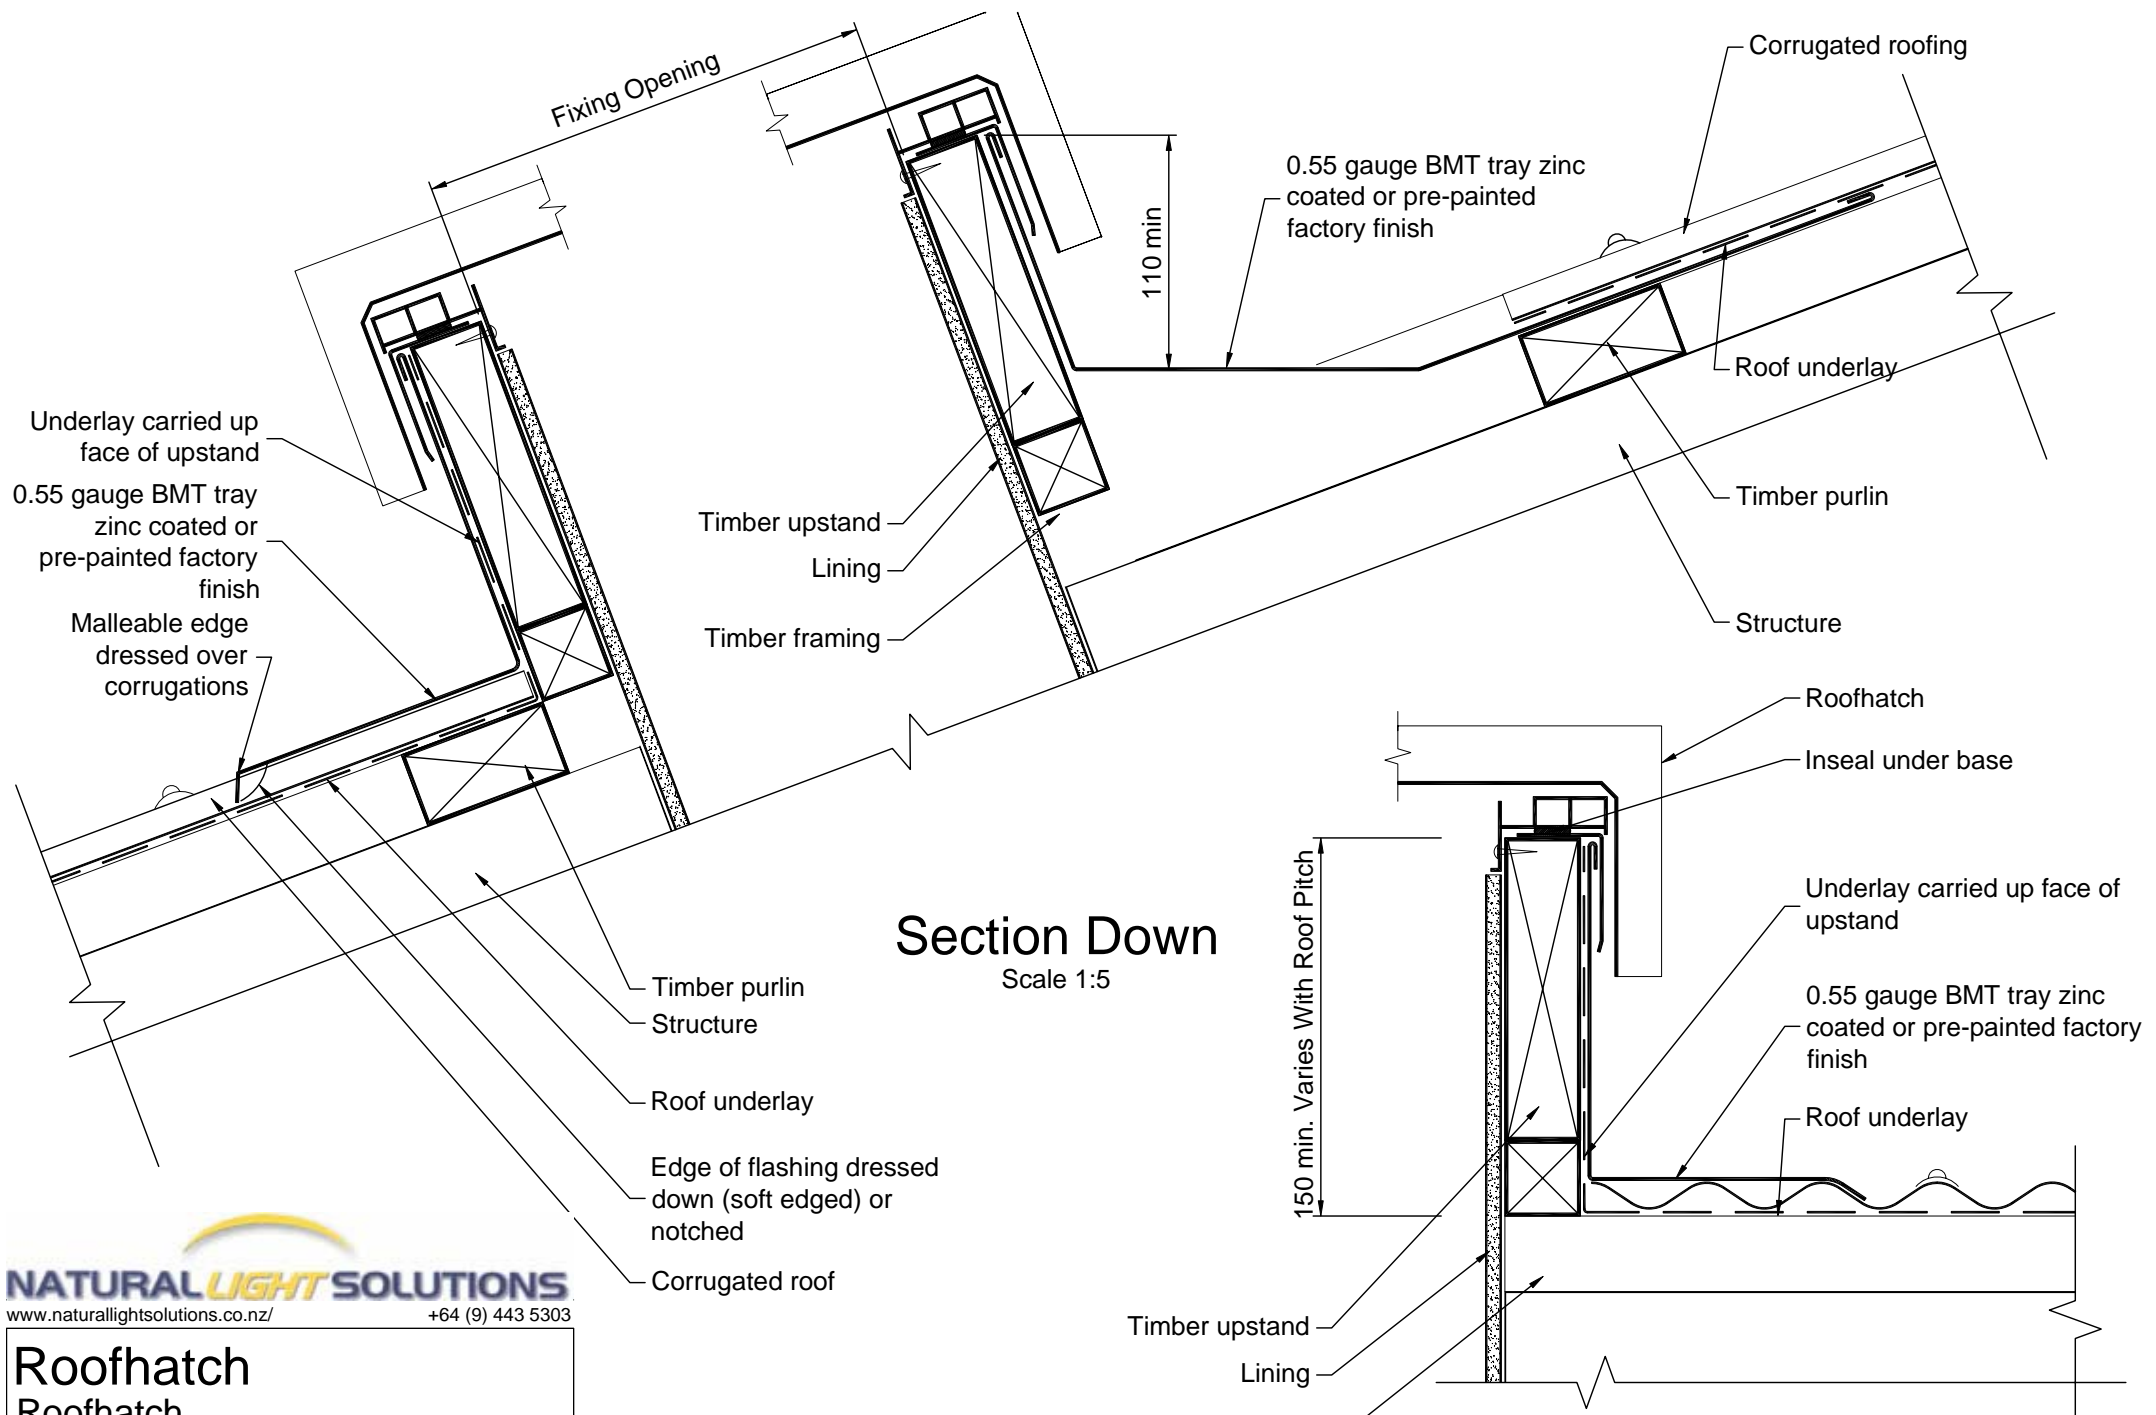 Fixing Opening
Corrugated roofing
0.55 gauge BMT tray zinc
coated or pre-painted
factory finish
110 min
Roof underlay
Timber purlin
Structure
Underlay carried up
face of upstand
0.55 gauge BMT tray
zinc coated or
pre-painted factory
finish
Malleable edge
dressed over
corrugations
Timber upstand
Lining
Timber framing
Timber purlin
Structure
Roof underlay
Edge of flashing dressed
down (soft edged) or
notched
Corrugated roof
Section Down
Scale 1:5
Roofhatch
Inseal under base
150 min. Varies With Roof Pitch
Underlay carried up face of
upstand
0.55 gauge BMT tray zinc
coated or pre-painted factory
finish
Roof underlay
Timber upstand
Lining
NATURAL LIGHT SOLUTIONS
www.naturallightsolutions.co.nz/ +64 (9) 443 5303
Roofhatch
Roofhatch